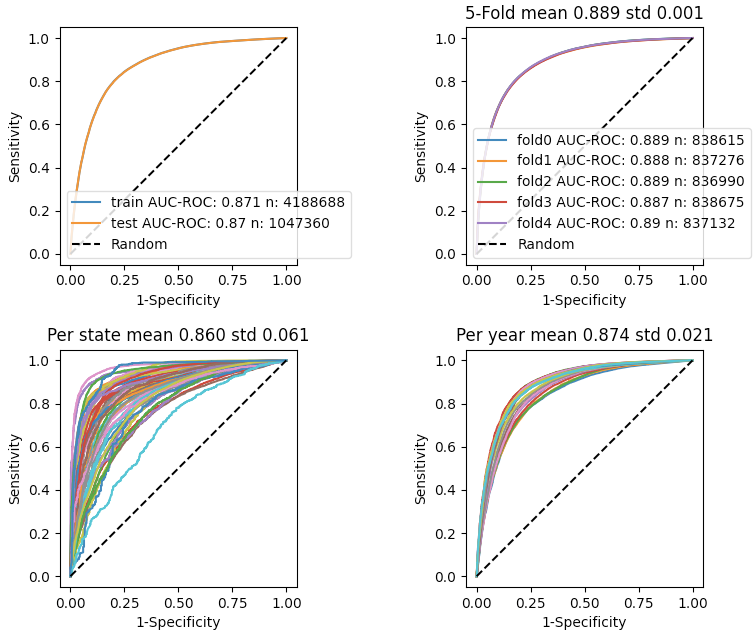 5-Fold mean 0.889 std 0.001
1.0
0.8
0.6
0.4
0.2
0.0
Sensitivity
train AUC-ROC: 0.871 n: 4188688
test AUC-ROC: 0.87 n: 1047360
Random
0.00 0.25 0.50 0.75 1.00
1-Specificity
1.0
0.8
0.6
0.4
0.2
0.0
Sensitivity
fold0 AUC-ROC: 0.889 n: 838615
fold1 AUC-ROC: 0.888 n: 837276
fold2 AUC-ROC: 0.889 n: 836990
fold3 AUC-ROC: 0.887 n: 838675
fold4 AUC-ROC: 0.89 n: 837132
Random
0.00 0.25 0.50 0.75 1.00
1-Specificity
Per state mean 0.860 std 0.061
1.0
0.8
0.6
0.4
0.2
0.0
Sensitivity
0.00 0.25 0.50 0.75 1.00
1-Specificity
Per year mean 0.874 std 0.021
1.0
0.8
0.6
0.4
0.2
0.0
Sensitivity
0.00 0.25 0.50 0.75 1.00
1-Specificity